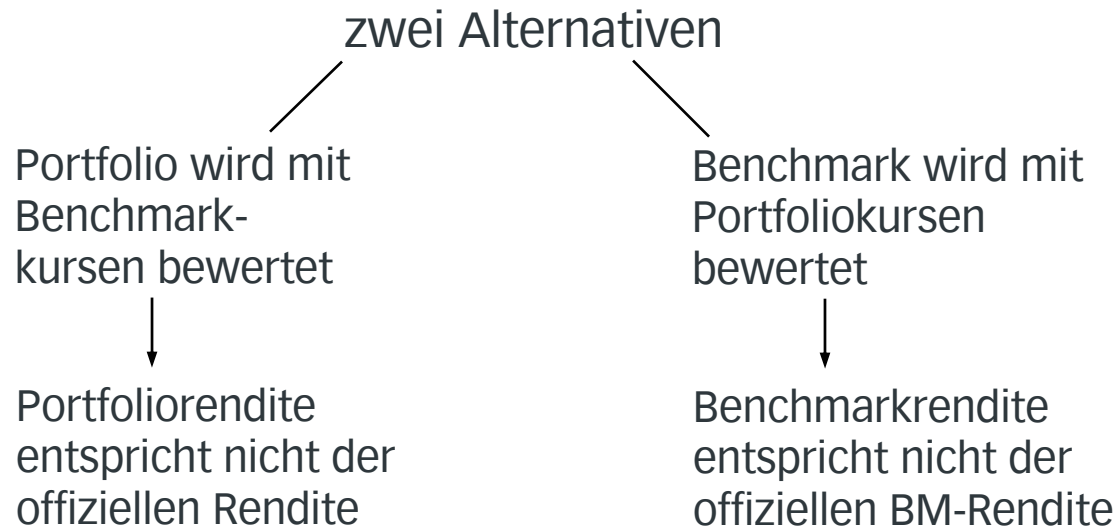 zwei Alternativen
Portfolio wird mit
Benchmark-
kursen bewertet
Benchmark wird mit
Portfoliokursen
bewertet
Portfoliorendite
entspricht nicht der
offiziellen Rendite
Benchmarkrendite
entspricht nicht der
offiziellen BM-Rendite